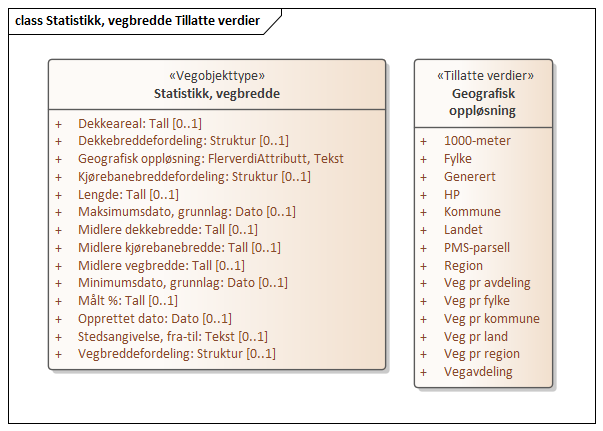 class Statistikk, vegbredde Tillatte verdier
«Vegobjekttype»
Statistikk, vegbredde
+ Dekkeareal: Tall [0..1]
+ Dekkebreddefordeling: Struktur [0..1]
+ Geografisk oppløsning: FlerverdiAttributt, Tekst
+ Kjørebanebreddefordeling: Struktur [0..1]
+ Lengde: Tall [0..1]
+ Maksimumsdato, grunnlag: Dato [0..1]
+ Midlere dekkebredde: Tall [0..1]
+ Midlere kjørebanebredde: Tall [0..1]
+ Midlere vegbredde: Tall [0..1]
+ Minimumsdato, grunnlag: Dato [0..1]
+ Målt %: Tall [0..1]
+ Opprettet dato: Dato [0..1]
+ Stedsangivelse, fra-til: Tekst [0..1]
+ Vegbreddefordeling: Struktur [0..1]
«Tillatte verdier»
Geografisk
oppløsning
+ 1000-meter
+ Fylke
+ Generert
+ HP
+ Kommune
+ Landet
+ PMS-parsell
+ Region
+ Veg pr avdeling
+ Veg pr fylke
+ Veg pr kommune
+ Veg pr land
+ Veg pr region
+ Vegavdeling